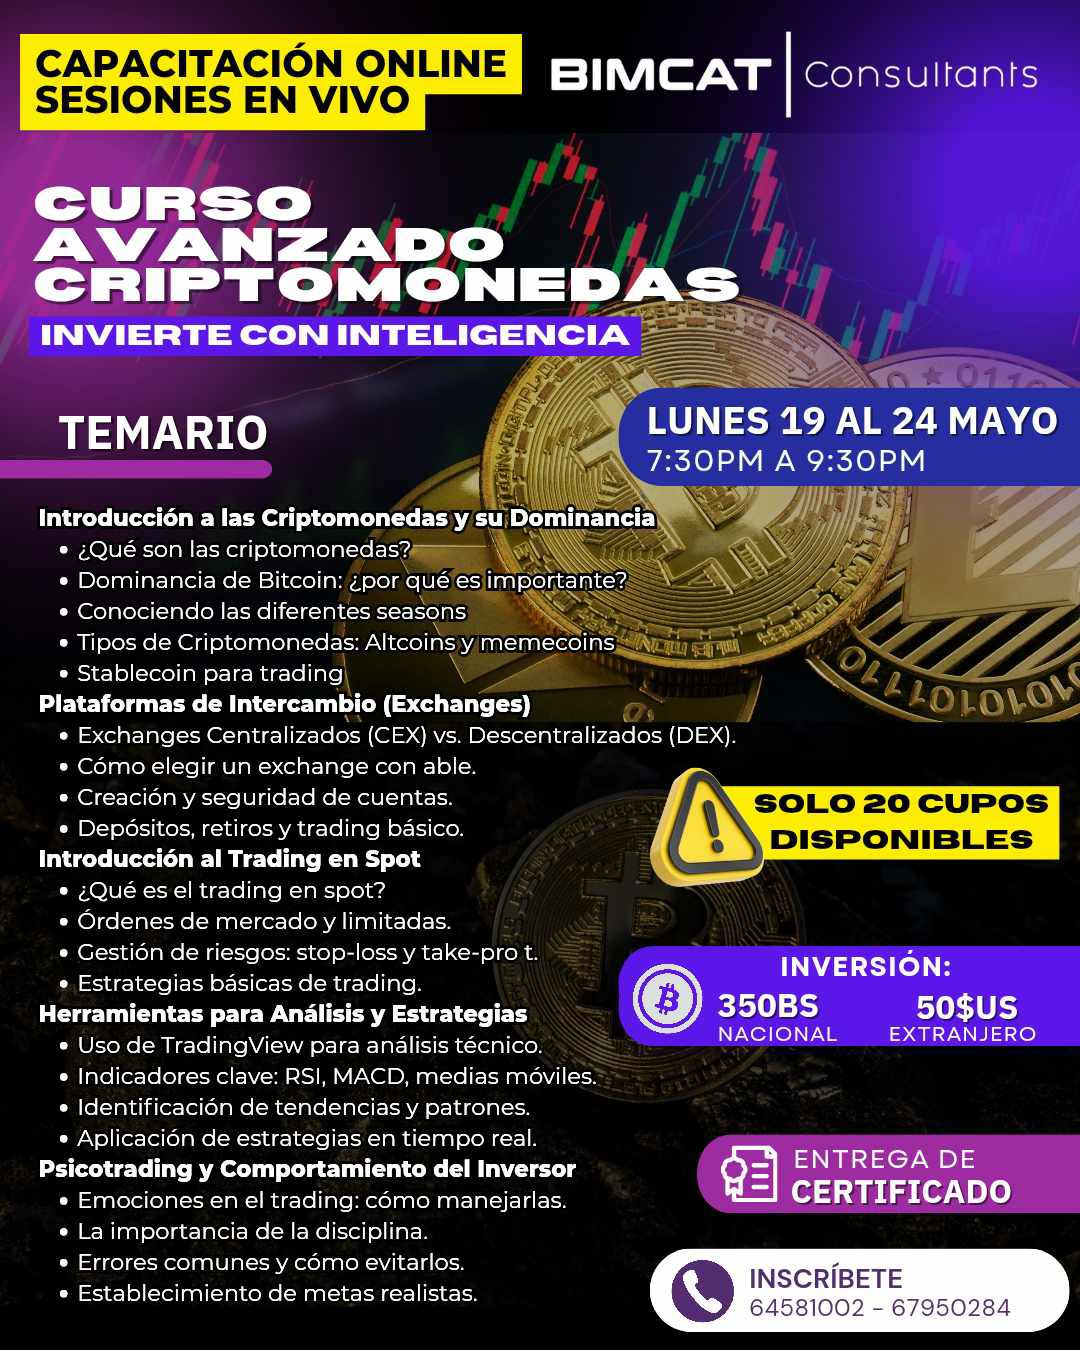 CAPACITACIÓN ONLINE
SESIONES EN VIVO
BIMCAT | Consultants
CURSO
AVANZADO
CRIPTOMONEDAS
INVIERTE CON INTELIGENCIA
TEMARIO
LUNES 19 AL 24 MAYO
7:30PM A 9:30PM
Introducción a las Criptomonedas y su Dominancia
• ¿Qué son las criptomonedas?
• Dominancia de Bitcoin: ¿por qué es importante?
• Conociendo las diferentes seasons
• Tipos de Criptomonedas: Altcoins y memecoins
• Stablecoin para trading
Plataformas de Intercambio (Exchanges)
• Exchanges Centralizados (CEX) vs. Descentralizados (DEX).
• Cómo elegir un exchange con able.
• Creación y seguridad de cuentas.
• Depósitos, retiros y trading básico.
Introducción al Trading en Spot
• ¿Qué es el trading en spot?
• Órdenes de mercado y limitadas.
• Gestión de riesgos: stop-loss y take-pro t.
• Estrategias básicas de trading.
Herramientas para Análisis y Estrategias
• Uso de TradingView para análisis técnico.
• Indicadores clave: RSI, MACD, medias móviles.
• Identificación de tendencias y patrones.
• Aplicación de estrategias en tiempo real.
Psicotrading y Comportamiento del Inversor
• Emociones en el trading: cómo manejarlas.
• La importancia de la disciplina.
• Errores comunes y cómo evitarlos.
• Establecimiento de metas realistas.
SOLO 20 CUPOS
DISPONIBLES
INVERSIÓN:
350BS 50$US
NACIONAL EXTRANJERO
ENTREGA DE
CERTIFICADO
INSCRÍBETE
64581002 - 67950284